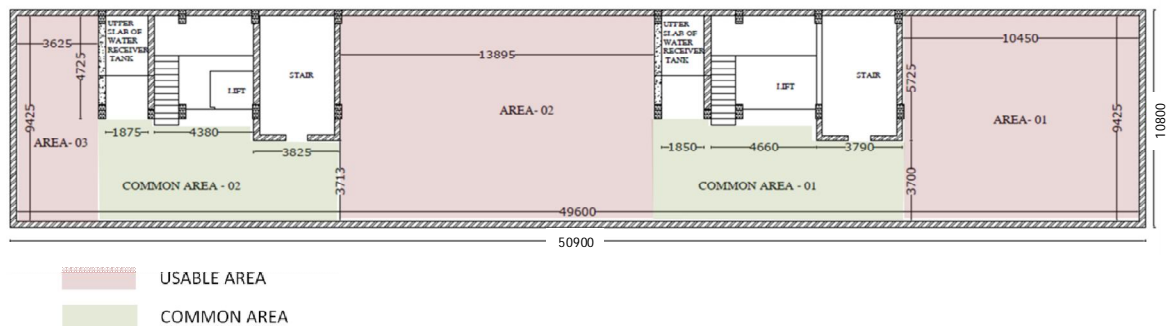 UPPER
SLAB OF
WATER
RECEIVER
TANK
3625
4725
9425
AREA- 03
LIFT
STAIR
1875
4380
3825
COMMON AREA - 02
3713
13895
AREA- 02
49600
UPPER
SLAB OF
WATER
RECEIVER
TANK
LIFT
STAIR
1850
4660
3790
COMMON AREA - 01
10450
5725
3700
AREA- 01
9425
10800
50900
USABLE AREA
COMMON AREA